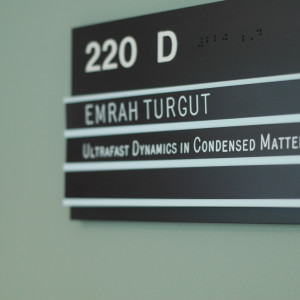 220 D
EMRAH TURGUT
ULTRAFAST DYNAMICS IN CONDENSED MATTE